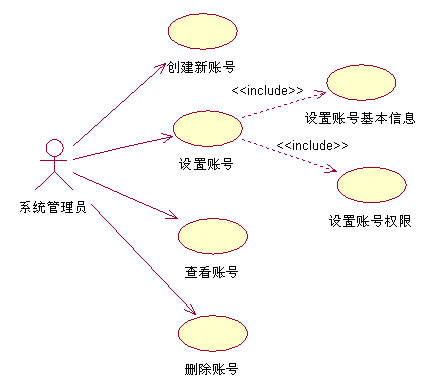 创建新账号
<<include>>
设置账号基本信息
设置账号
<<include>>
设置账号权限
系统管理员
查看账号
删除账号